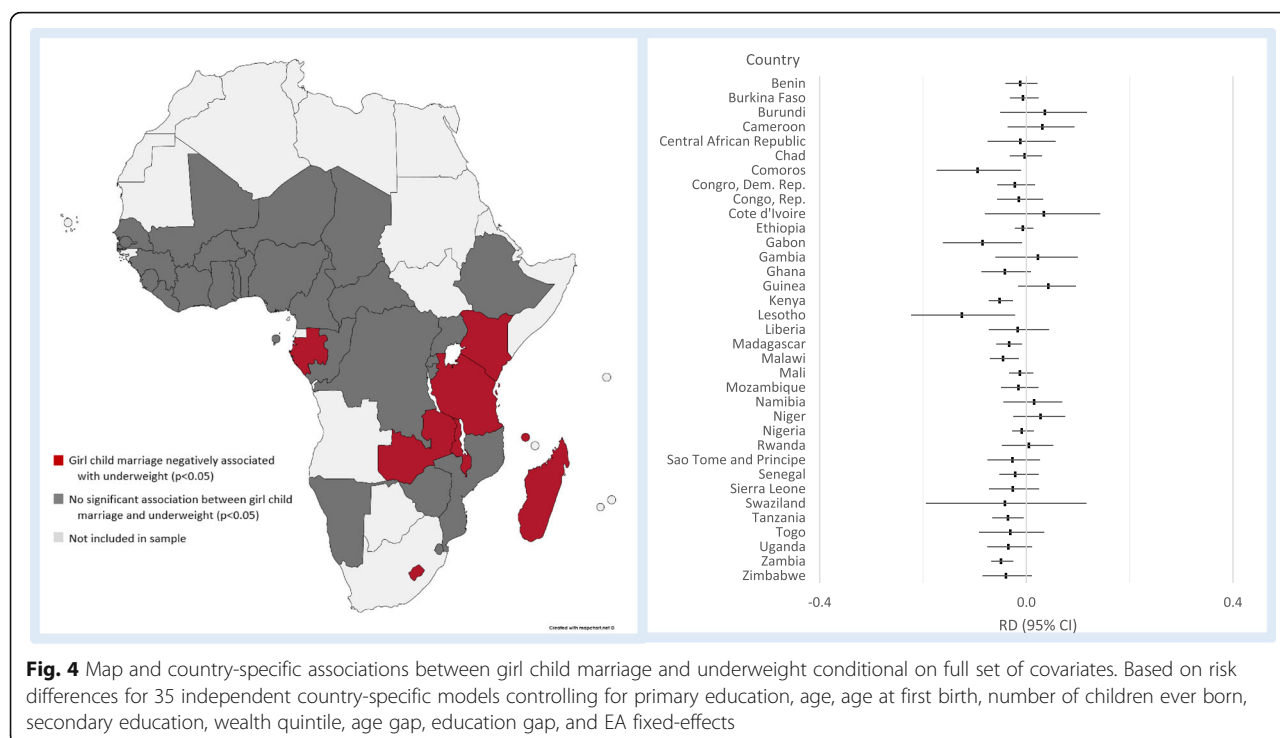 Girl child marriage negatively associated
with underweight (p<0.05)
No significant association between girl child
marriage and underweight (p<0.05)
Not included in sample
Created with mapchart.net ©
Country
Benin
Burkina Faso
Burundi
Cameroon
Central African Republic
Chad
Comoros
Congro, Dem. Rep.
Congo, Rep.
Cote d'Ivoire
Ethiopia
Gabon
Gambia
Ghana
Guinea
Kenya
Lesotho
Liberia
Madagascar
Malawi
Mali
Mozambique
Namibia
Niger
Nigeria
Rwanda
Sao Tome and Principe
Senegal
Sierra Leone
Swaziland
Tanzania
Togo
Uganda
Zambia
Zimbabwe
-0.4 0.0 0.4
RD (95% CI)
Fig. 4 Map and country-specific associations between girl child marriage and underweight conditional on full set of covariates. Based on risk
differences for 35 independent country-specific models controlling for primary education, age, age at first birth, number of children ever born,
secondary education, wealth quintile, age gap, education gap, and EA fixed-effects